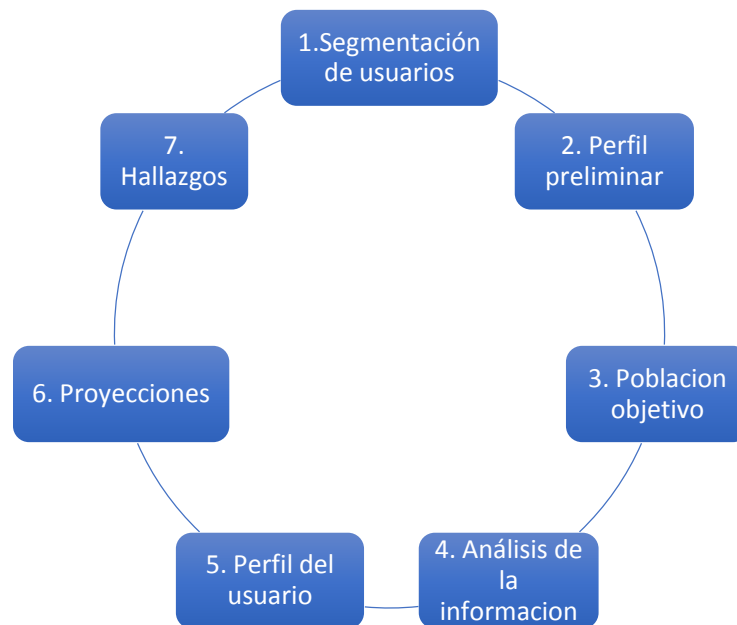 1.Segmentación
de usuarios
2. Perfil
preliminar
3. Poblacion
objetivo
4. Análisis de
la
informacion
5. Perfil del
usuario
6. Proyecciones
7.
Hallazgos